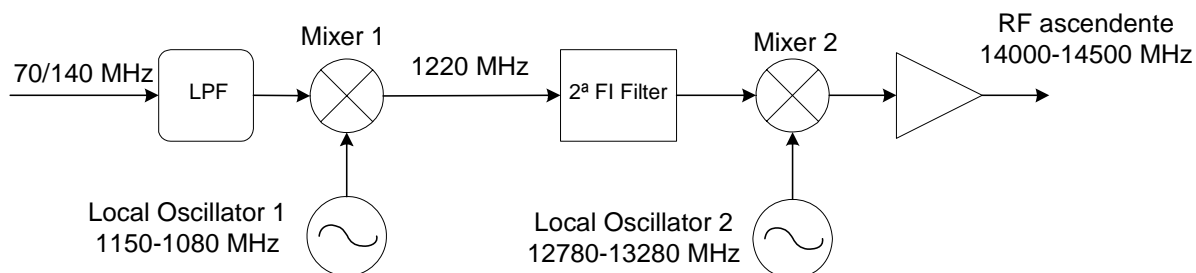 RF ascendente
14000-14500 MHz
Mixer 1
Mixer 2
70/140 MHz
1220 MHz
LPF
2ª FI Filter
Local Oscillator 1
1150-1080 MHz
Local Oscillator 2
12780-13280 MHz